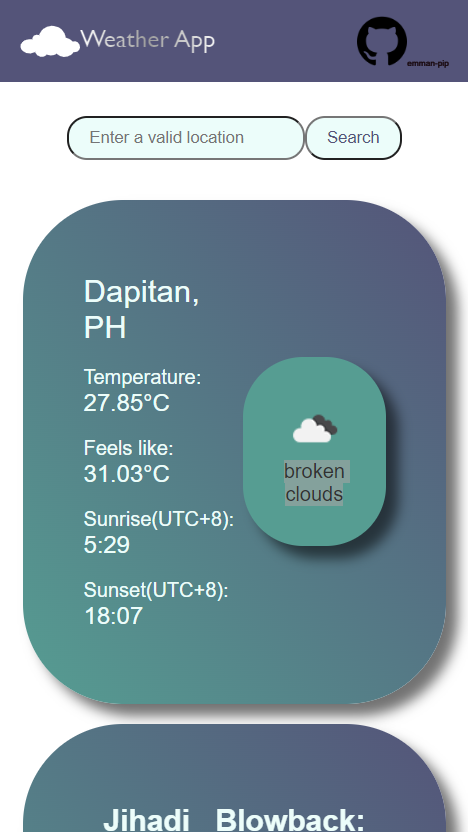 Weather App
emman-pip
Enter a valid location
Search
Dapitan,
PH
Temperature:
27.85°C
Feels like:
31.03°C
Sunrise(UTC+8):
5:29
Sunset(UTC+8):
18:07
broken
clouds
Jihadi Blowback: